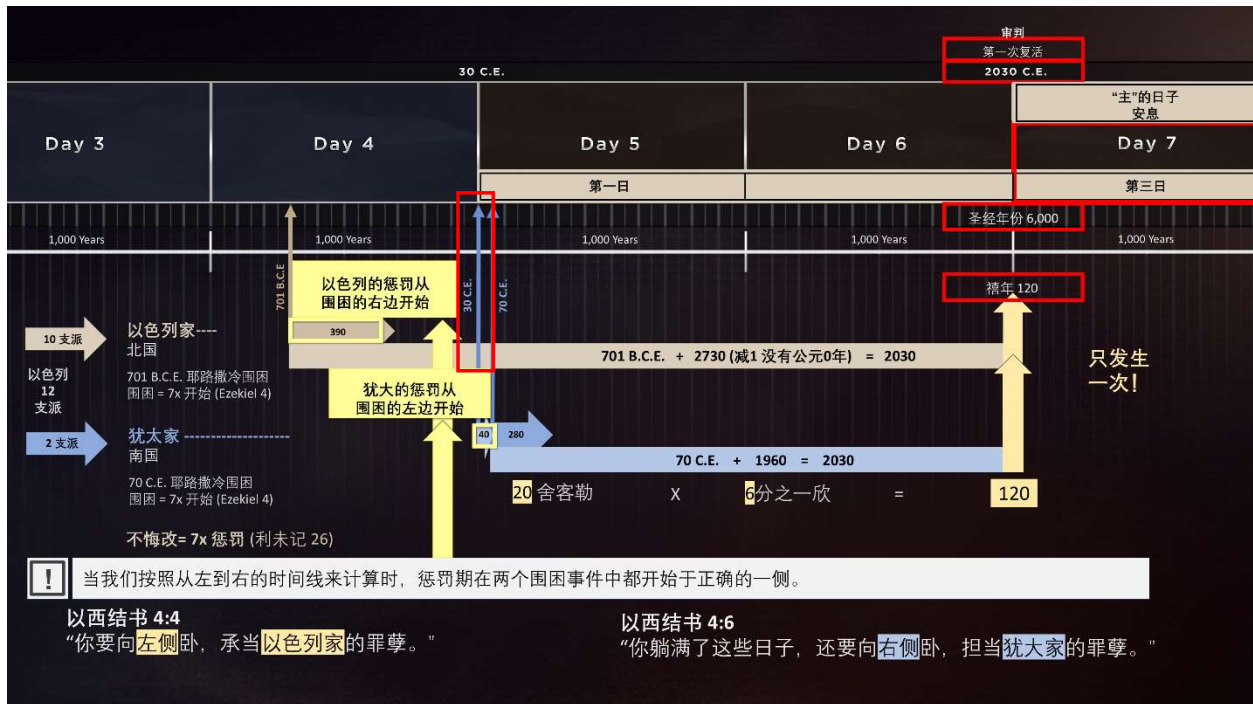 审判
第一次复活
30 C.E.
2030 C.E.
“主”的日子
安息
Day 3
Day 4
Day 5
Day 6
Day 7
第一日
第三日
圣经年份 6,000
1,000 Years
1,000 Years
1,000 Years
1,000 Years
1,000 Years
701 B.C.E
以色列的惩罚从
围困的右边开始
30 C.E.
70 C.E.
禧年 120
10 支派
以色列家----
北国
390
701 B.C.E. + 2730 (减1 没有公元0年) = 2030
只发生
一次!
以色列
12
支派
701 B.C.E. 耶路撒冷围困
围困 = 7x 开始 (Ezekiel 4)
犹大的惩罚从
围困的左边开始
2 支派
犹太家 --------------------
南国
40
280
70 C.E. + 1960 = 2030
70 C.E. 耶路撒冷围困
围困 = 7x 开始 (Ezekiel 4)
20 舍客勒 X 6分之一欣 = 120
不悔改= 7x 惩罚 (利未记 26)
! 当我们按照从左到右的时间线来计算时，惩罚期在两个围困事件中都开始于正确的一侧。
以西结书 4:4
“你要向左侧卧，承当以色列家的罪孽。”
以西结书 4:6
“你躺满了这些日子，还要向右侧卧，担当犹大家的罪孽。”